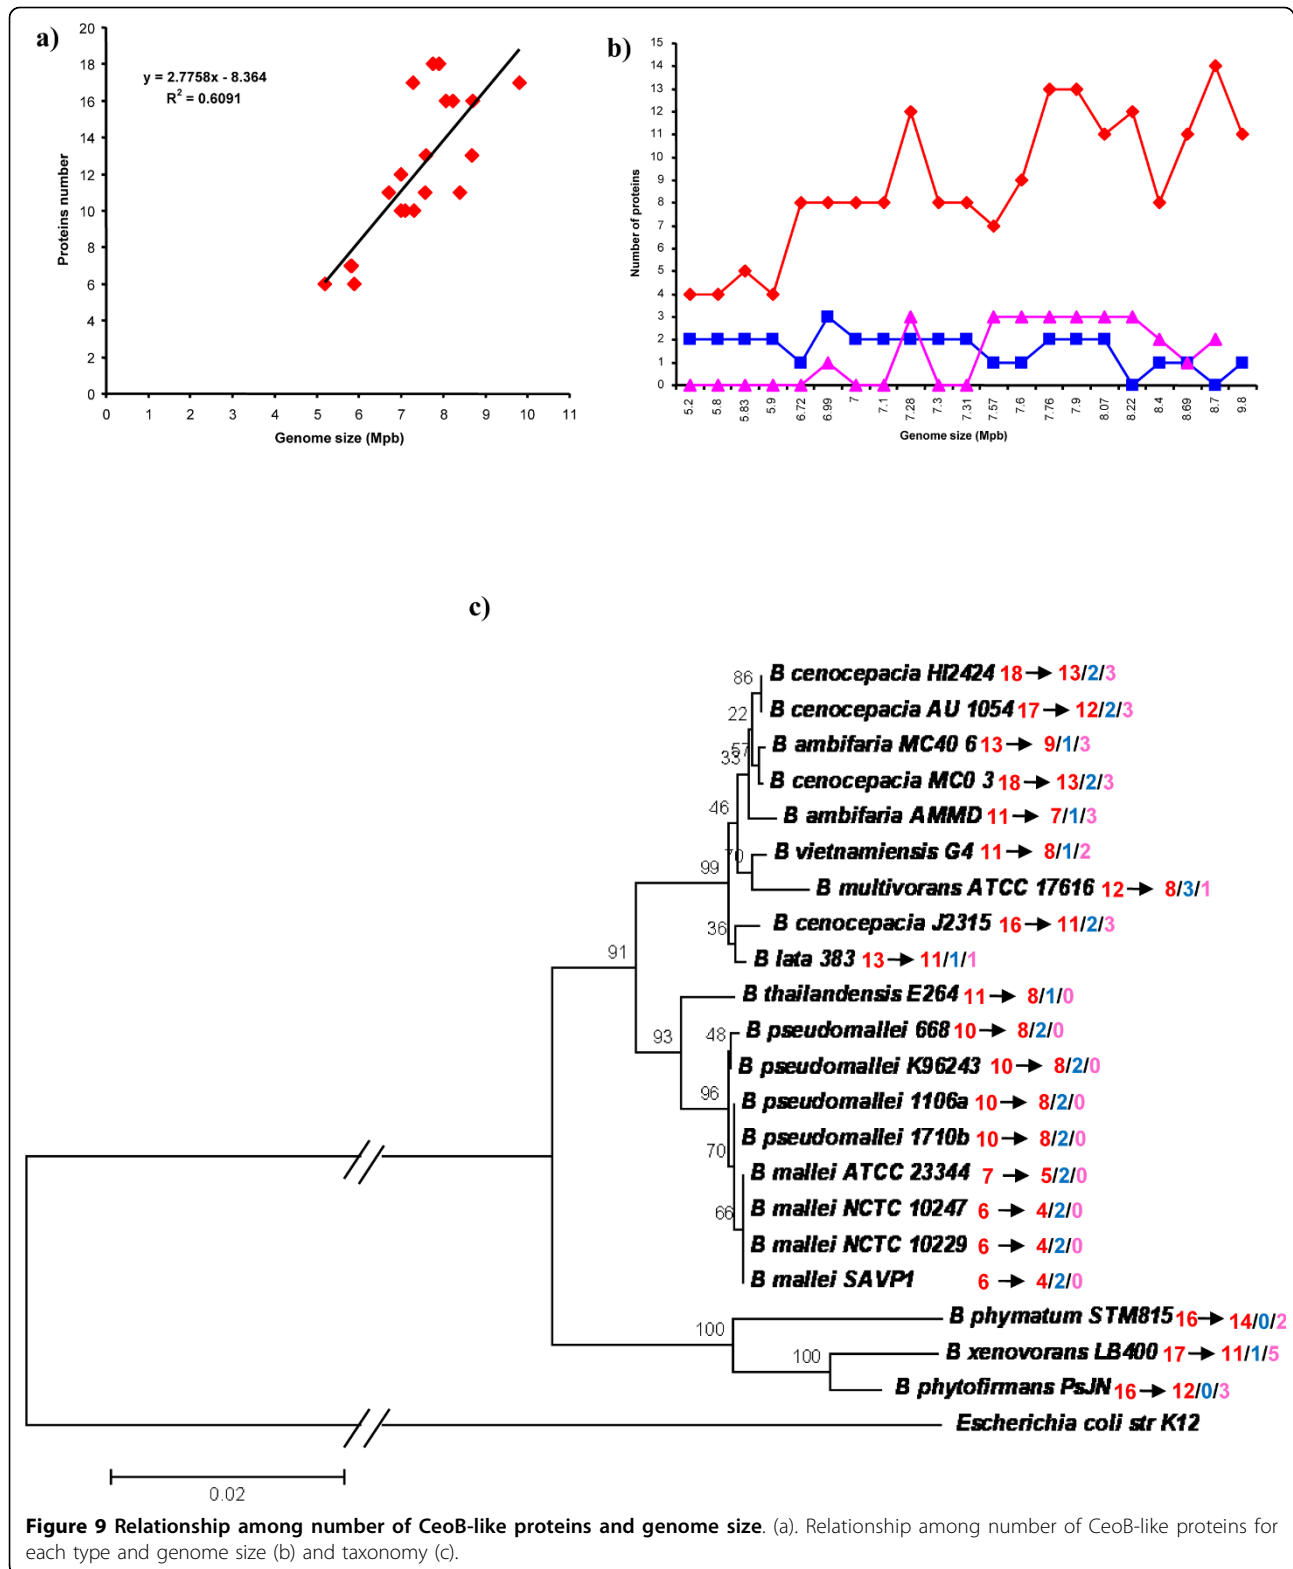 a)
20
18
16
14
12
10
8
6
4
2
0
Proteins number
y = 2.7758x - 8.364
R² = 0.6091
0 1 2 3 4 5 6 7 8 9 10 11
Genome size (Mpb)
b)
15
14
13
12
11
10
9
8
7
6
5
4
3
2
1
0
Number of proteins
5.2 5.8 5.83 5.9 6.72 6.99 7 7.1 7.28 7.3 7.31 7.57 7.6 7.76 7.9 8.07 8.22 8.4 8.69 8.7 9.8
Genome size (Mpb)
c)
86 B cenocepacia HI2424 18 → 13/2/3
22 B cenocepacia AU 1054 17 → 12/2/3
57 B ambifaria MC40 6 13 → 9/1/3
33 B cenocepacia MC0 3 18 → 13/2/3
46 B ambifaria AMMD 11 → 7/1/3
70 B vietnamiensis G4 11 → 8/1/2
99 B multivorans ATCC 17616 12 → 8/3/1
36 B cenocepacia J2315 16 → 11/2/3
91 B lata 383 13 → 11/1/1
B thailandensis E264 11 → 8/1/0
93 48 B pseudomallei 668 10 → 8/2/0
B pseudomallei K96243 10 → 8/2/0
96 B pseudomallei 1106a 10 → 8/2/0
B pseudomallei 1710b 10 → 8/2/0
70 B mallei ATCC 23344 7 → 5/2/0
66 B mallei NCTC 10247 6 → 4/2/0
B mallei NCTC 10229 6 → 4/2/0
B mallei SAVP1 6 → 4/2/0
100 B phymatum STM815 16 → 14/0/2
100 B xenovorans LB400 17 → 11/1/5
B phytofirmans PsJN 16 → 12/0/3
Escherichia coli str K12
0.02
Figure 9 Relationship among number of CeoB-like proteins and genome size. (a). Relationship among number of CeoB-like proteins for
each type and genome size (b) and taxonomy (c).